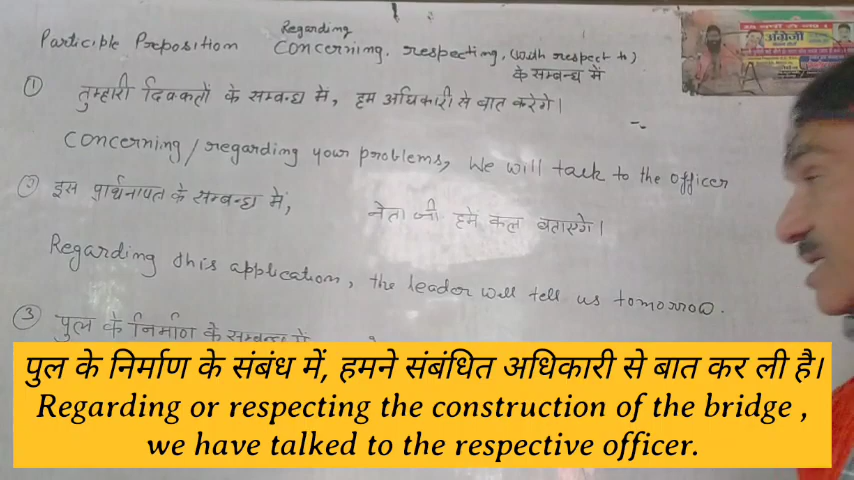 Regarding
Participle Preposition concerning. respecting, (with respect to)
के सम्बन्ध में
① तुम्हारी दिक्कतों के सम्बन्ध में, हम अधिकारी से बात करेगे।
Concerning/regarding your problems, We will talk to the officer
② इस प्रार्थनापत के सम्बन्ध में, नेता जी हमें कल बताएगे।
Regarding this application, the leader will tell us tomorrow.
③ पुल के निर्माण के सम्बन्ध में
अंग्रेजी
पुल के निर्माण के संबंध में, हमने संबंधित अधिकारी से बात कर ली है।
Regarding or respecting the construction of the bridge ,
we have talked to the respective officer.